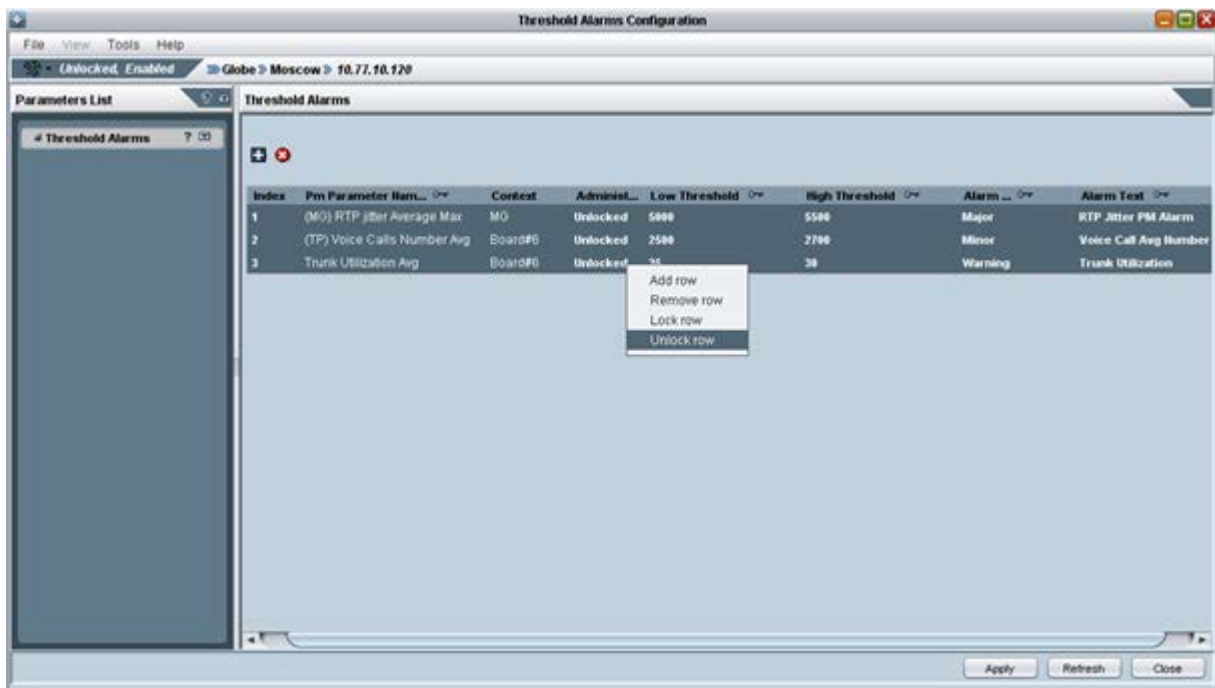 Threshold Alarms Configuration
File View Tools Help
Unlocked, Enabled Globe Moscow 10.77.10.120
Parameters List
Threshold Alarms
Threshold Alarms ?
Index Pm Parameter Nam... Context Administ... Low Threshold High Threshold Alarm ... Alarm Text
1 (MG) RTP jitter Average Max MG Unlocked 5000 5500 Major RTP Jitter PM Alarm
2 (TP) Voice Calls Number Avg Board#6 Unlocked 2500 2700 Minor Voice Call Avg Number
3 Trunk Utilization Avg Board#6 Unlocked 25 30 Warning Trunk Utilization
Add row
Remove row
Lock row
Unlock row
Apply Refresh Close